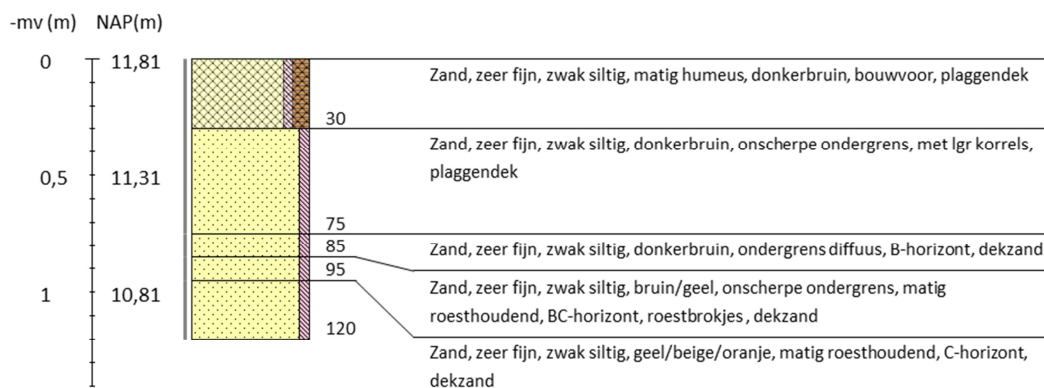 -mv (m) NAP(m)
0 11,81
Zand, zeer fijn, zwak siltig, matig humeus, donkerbruin, bouwvoor, plaggendek
30
Zand, zeer fijn, zwak siltig, donkerbruin, onscherpe ondergrens, met lgr korrels,
plaggendek
0,5 11,31
75
85
Zand, zeer fijn, zwak siltig, donkerbruin, ondergrens diffuus, B-horizont, dekzand
95
1 10,81
Zand, zeer fijn, zwak siltig, bruin/geel, onscherpe ondergrens, matig
roesthoudend, BC-horizont, roestbrokjes , dekzand
120
Zand, zeer fijn, zwak siltig, geel/beige/oranje, matig roesthoudend, C-horizont,
dekzand